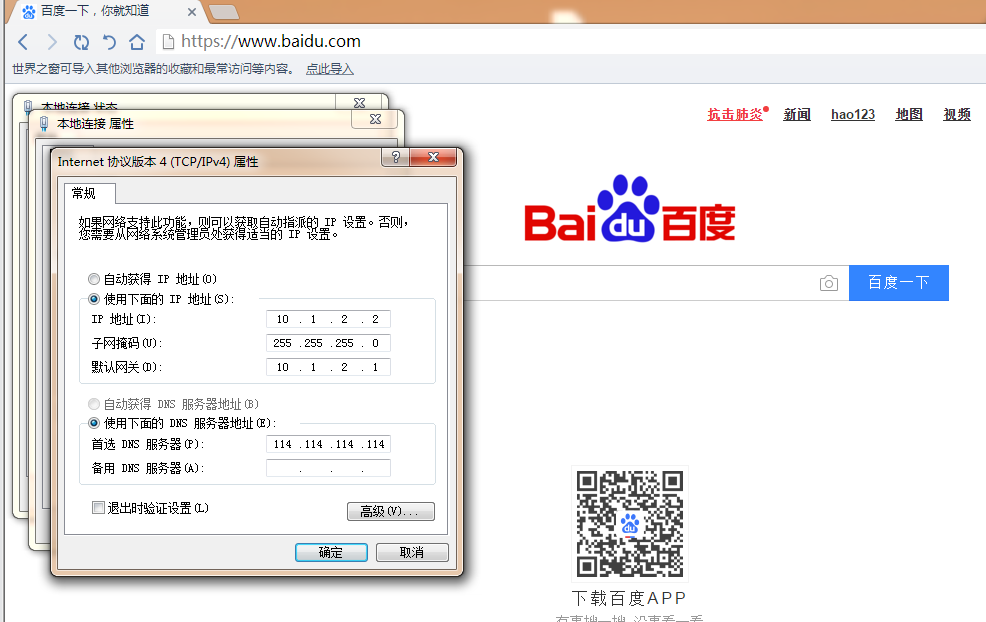 百度一下，你就知道
https://www.baidu.com
世界之窗可导入其他浏览器的收藏和最常访问等内容。 点此导入
本地连接 状态
本地连接 属性
Internet 协议版本 4 (TCP/IPv4) 属性
常规
如果网络支持此功能，则可以获取自动指派的 IP 设置。否则，
您需要从网络系统管理员处获得适当的 IP 设置。
自动获得 IP 地址(O)
使用下面的 IP 地址(S):
IP 地址(I): 10 . 1 . 2 . 2
子网掩码(U): 255 .255 .255 . 0
默认网关(D): 10 . 1 . 2 . 1
自动获得 DNS 服务器地址(B)
使用下面的 DNS 服务器地址(E):
首选 DNS 服务器(P): 114 .114 .114 .114
备用 DNS 服务器(A): . . .
退出时验证设置(L)
高级(V)...
确定 取消
抗击肺炎 新闻 hao123 地图 视频
Bai du 百度
百度一下
下载百度APP
有事搜一搜 没事看一看